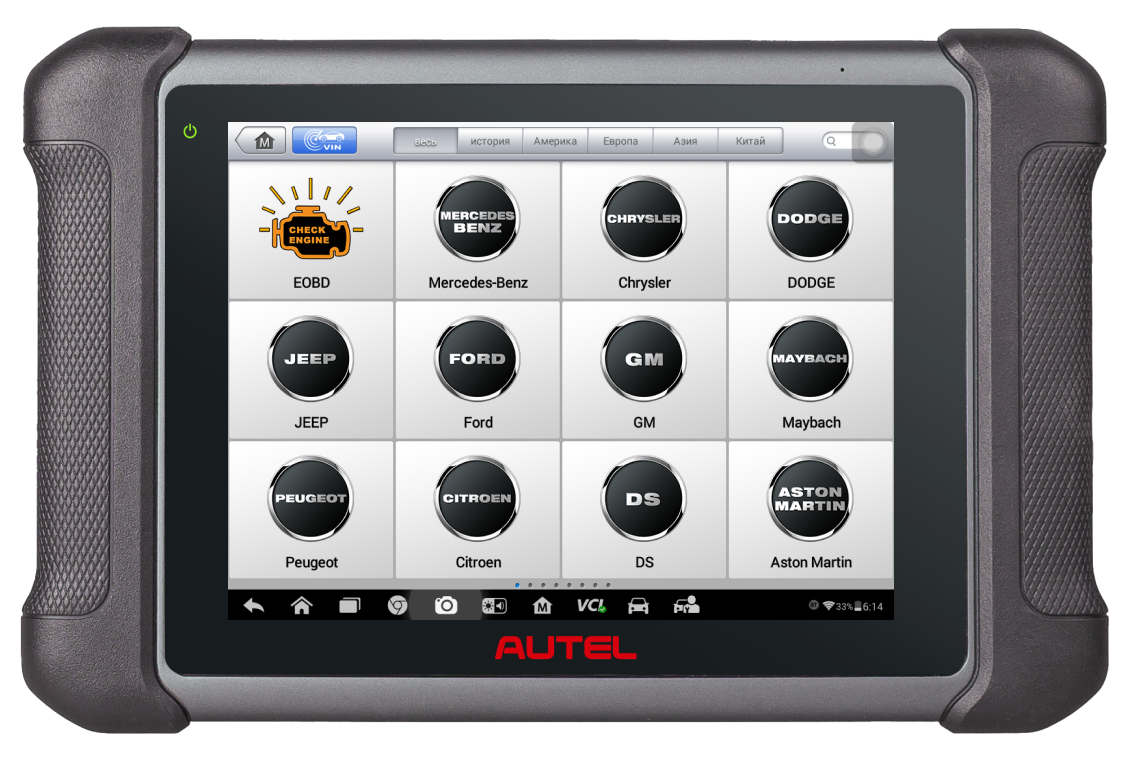 M
VIN
весь
история
Америка
Европа
Азия
Китай
CHECK
ENGINE
EOBD
MERCEDES
BENZ
Mercedes-Benz
CHRYSLER
Chrysler
DODGE
DODGE
JEEP
JEEP
FORD
Ford
GM
GM
MAYBACH
Maybach
PEUGEOT
Peugeot
CITROEN
Citroen
DS
DS
ASTON
MARTIN
Aston Martin
M
VCI
BT
33%
6:14
AUTEL